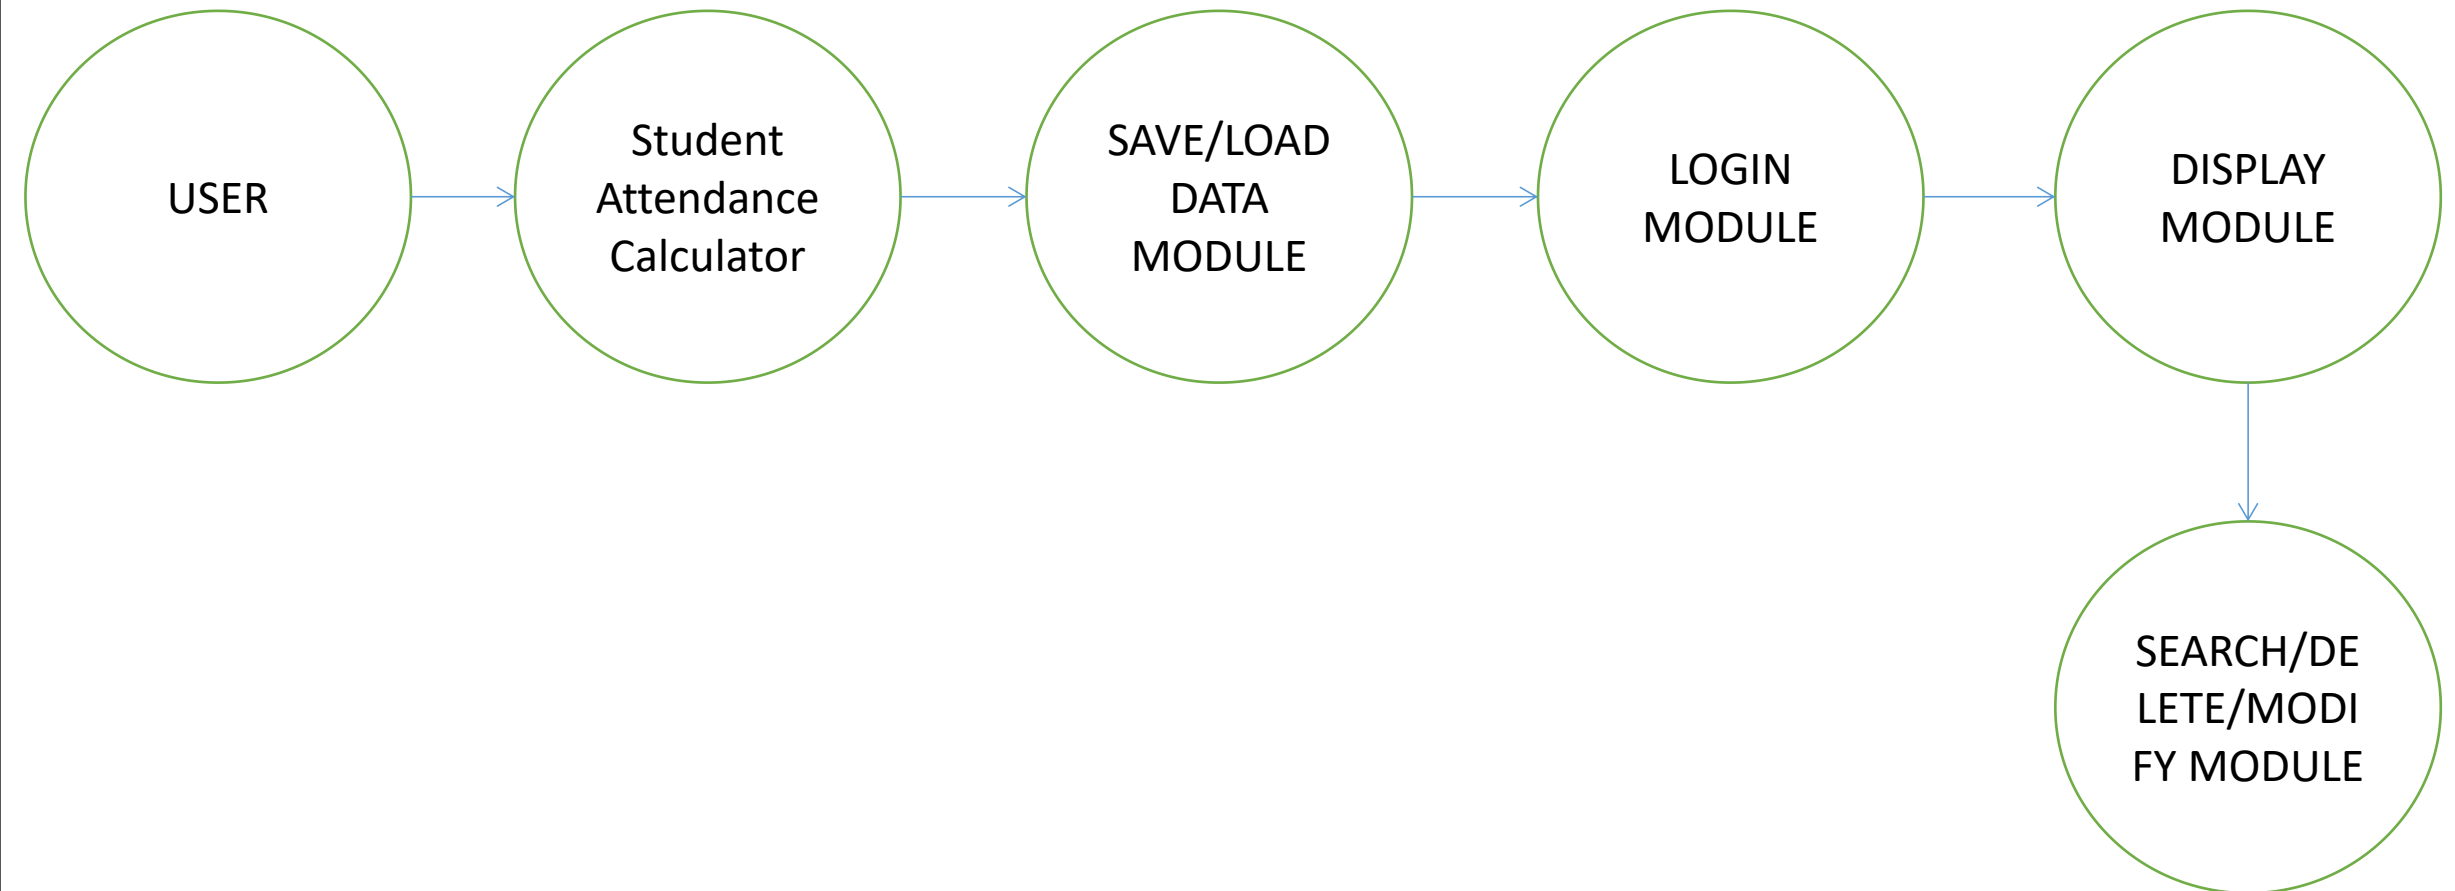 USER
Student
Attendance
Calculator
SAVE/LOAD
DATA
MODULE
LOGIN
MODULE
DISPLAY
MODULE
SEARCH/DE
LETE/MODI
FY MODULE